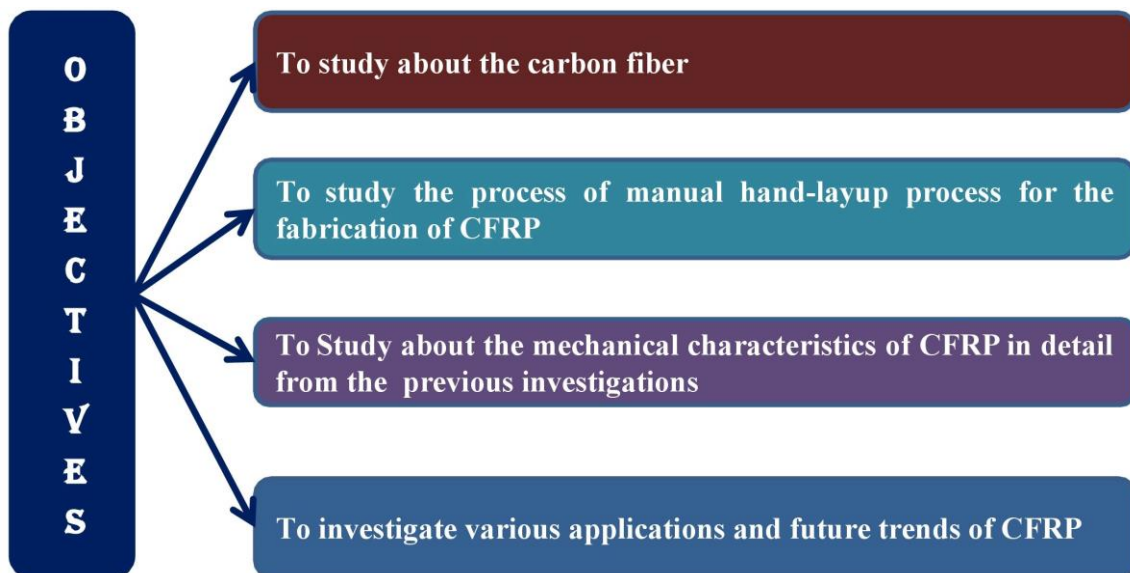 OBJECTIVES
To study about the carbon fiber
To study the process of manual hand-layup process for the
fabrication of CFRP
To Study about the mechanical characteristics of CFRP in detail
from the previous investigations
To investigate various applications and future trends of CFRP